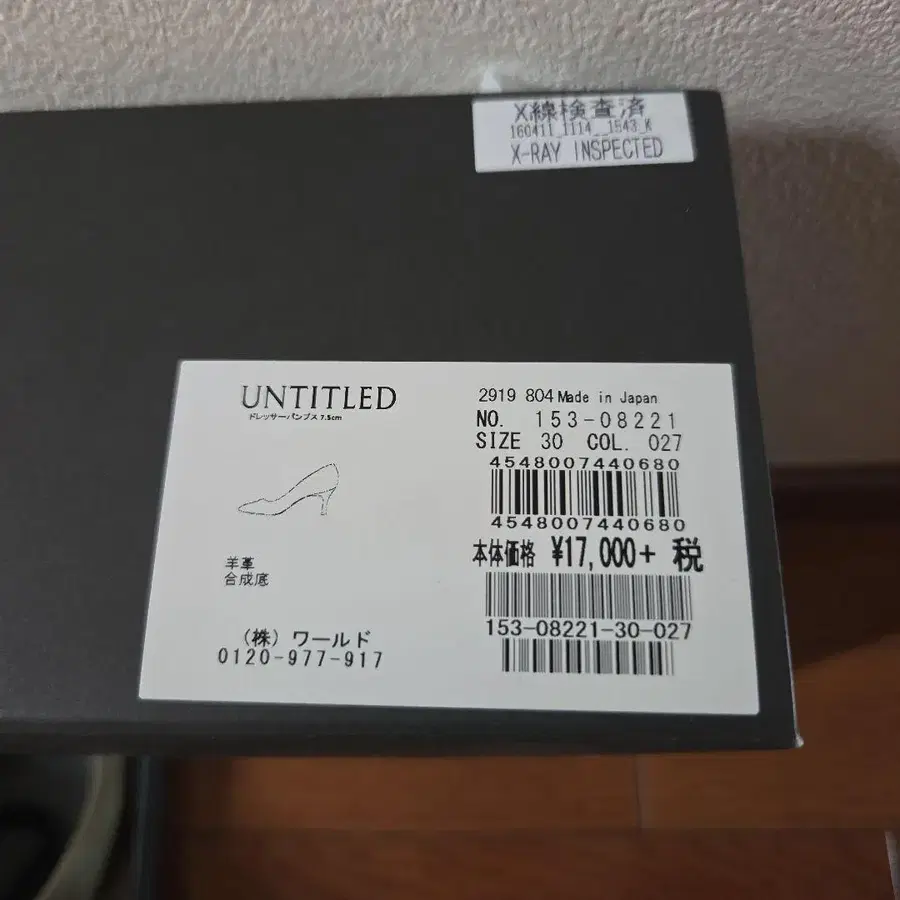 X線検査済
160411_1114__1543_K
X-RAY INSPECTED
UNTITLED
ドレッサーパンプス 7.5cm
羊革
合成底
(株) ワールド
0120-977-917
2919 804 Made in Japan
NO. 153-08221
SIZE 30 COL. 027
4548007440680
4548007440680
本体価格 ¥17,000+ 税
153-08221-30-027